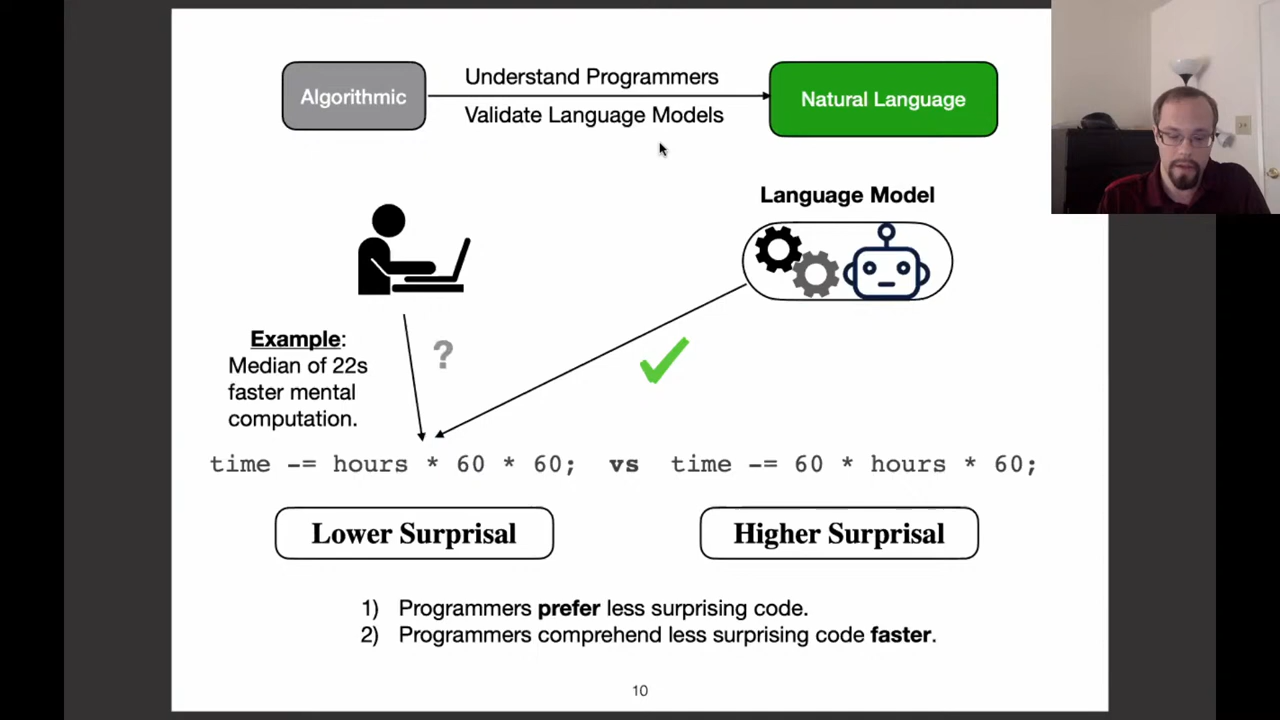 Algorithmic
Understand Programmers
Validate Language Models
Natural Language
Language Model
Example:
Median of 22s
faster mental
computation.
?
time -= hours * 60 * 60; vs time -= 60 * hours * 60;
Lower Surprisal
Higher Surprisal
1) Programmers prefer less surprising code.
2) Programmers comprehend less surprising code faster.
10